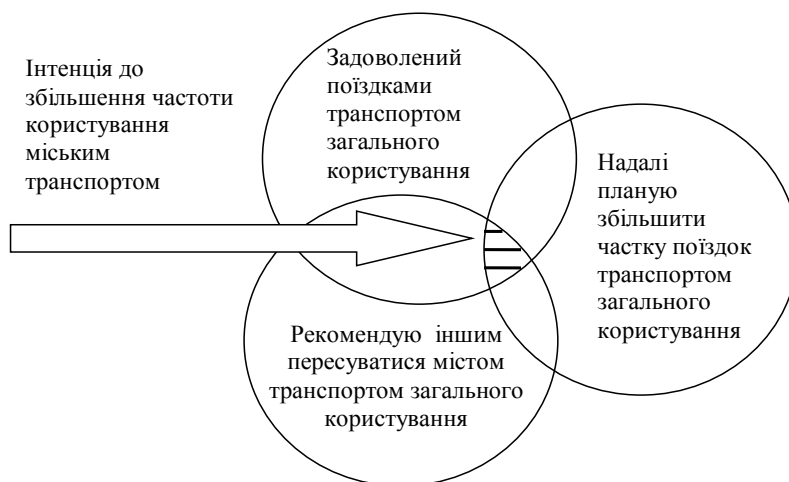 Інтенція до
збільшення частоти
користування
міським
транспортом
Задоволений
поїздками
транспортом
загального
користування
Надалі
планую
збільшити
частку поїздок
транспортом
загального
користування
Рекомендую іншим
пересуватися містом
транспортом загального
користування